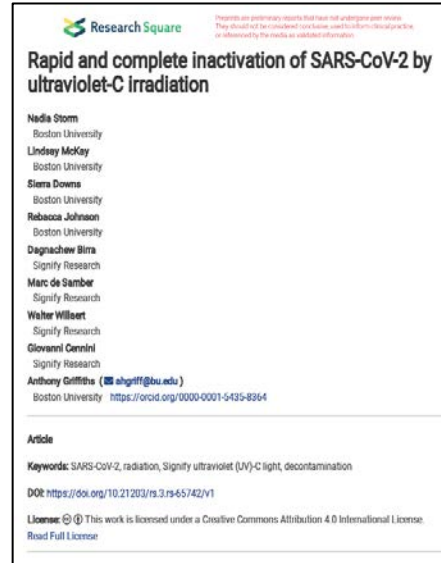 Research Square
Preprints are preliminary reports that have not undergone peer review.
They should not be considered conclusive, used to inform clinical practice,
or referenced by the media as validated information.
Rapid and complete inactivation of SARS-CoV-2 by
ultraviolet-C irradiation
Nadia Storm
Boston University
Lindsay McKay
Boston University
Sierra Downs
Boston University
Rebecca Johnson
Boston University
Dagnachew Birru
Signify Research
Marc de Samber
Signify Research
Walter Willaert
Signify Research
Giovanni Cennini
Signify Research
Anthony Griffiths ( ahgriff@bu.edu )
Boston University https://orcid.org/0000-0001-5435-8364
Article
Keywords: SARS-CoV-2, radiation, Signify ultraviolet (UV)-C light, decontamination
DOI: https://doi.org/10.21203/rs.3.rs-65742/v1
License: This work is licensed under a Creative Commons Attribution 4.0 International License.
Read Full License